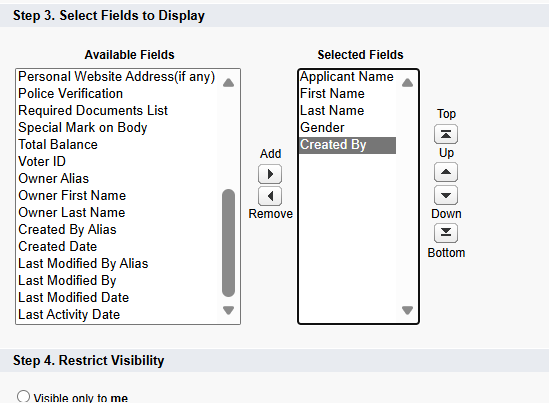 Step 3. Select Fields to Display
Available Fields
Personal Website Address(if any)
Police Verification
Required Documents List
Special Mark on Body
Total Balance
Voter ID
Owner Alias
Owner First Name
Owner Last Name
Created By Alias
Created Date
Last Modified By Alias
Last Modified By
Last Modified Date
Last Activity Date
Add
Remove
Selected Fields
Applicant Name
First Name
Last Name
Gender
Created By
Top
Up
Down
Bottom
Step 4. Restrict Visibility
Visible only to me